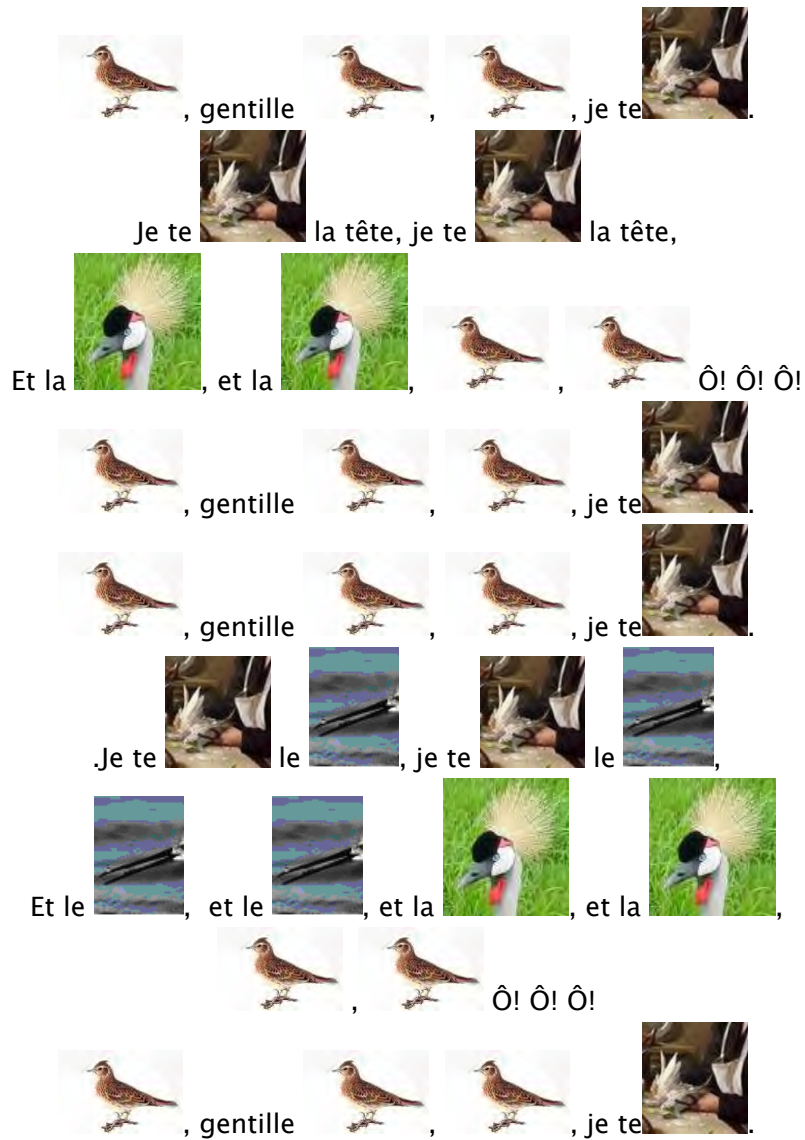 , gentille , , je te .
Je te la tête, je te la tête,
Et la , et la , , Ô! Ô! Ô!
, gentille , , je te .
, gentille , , je te .
.Je te le , je te le ,
Et le , et le , et la , et la ,
, Ô! Ô! Ô!
, gentille , , je te .